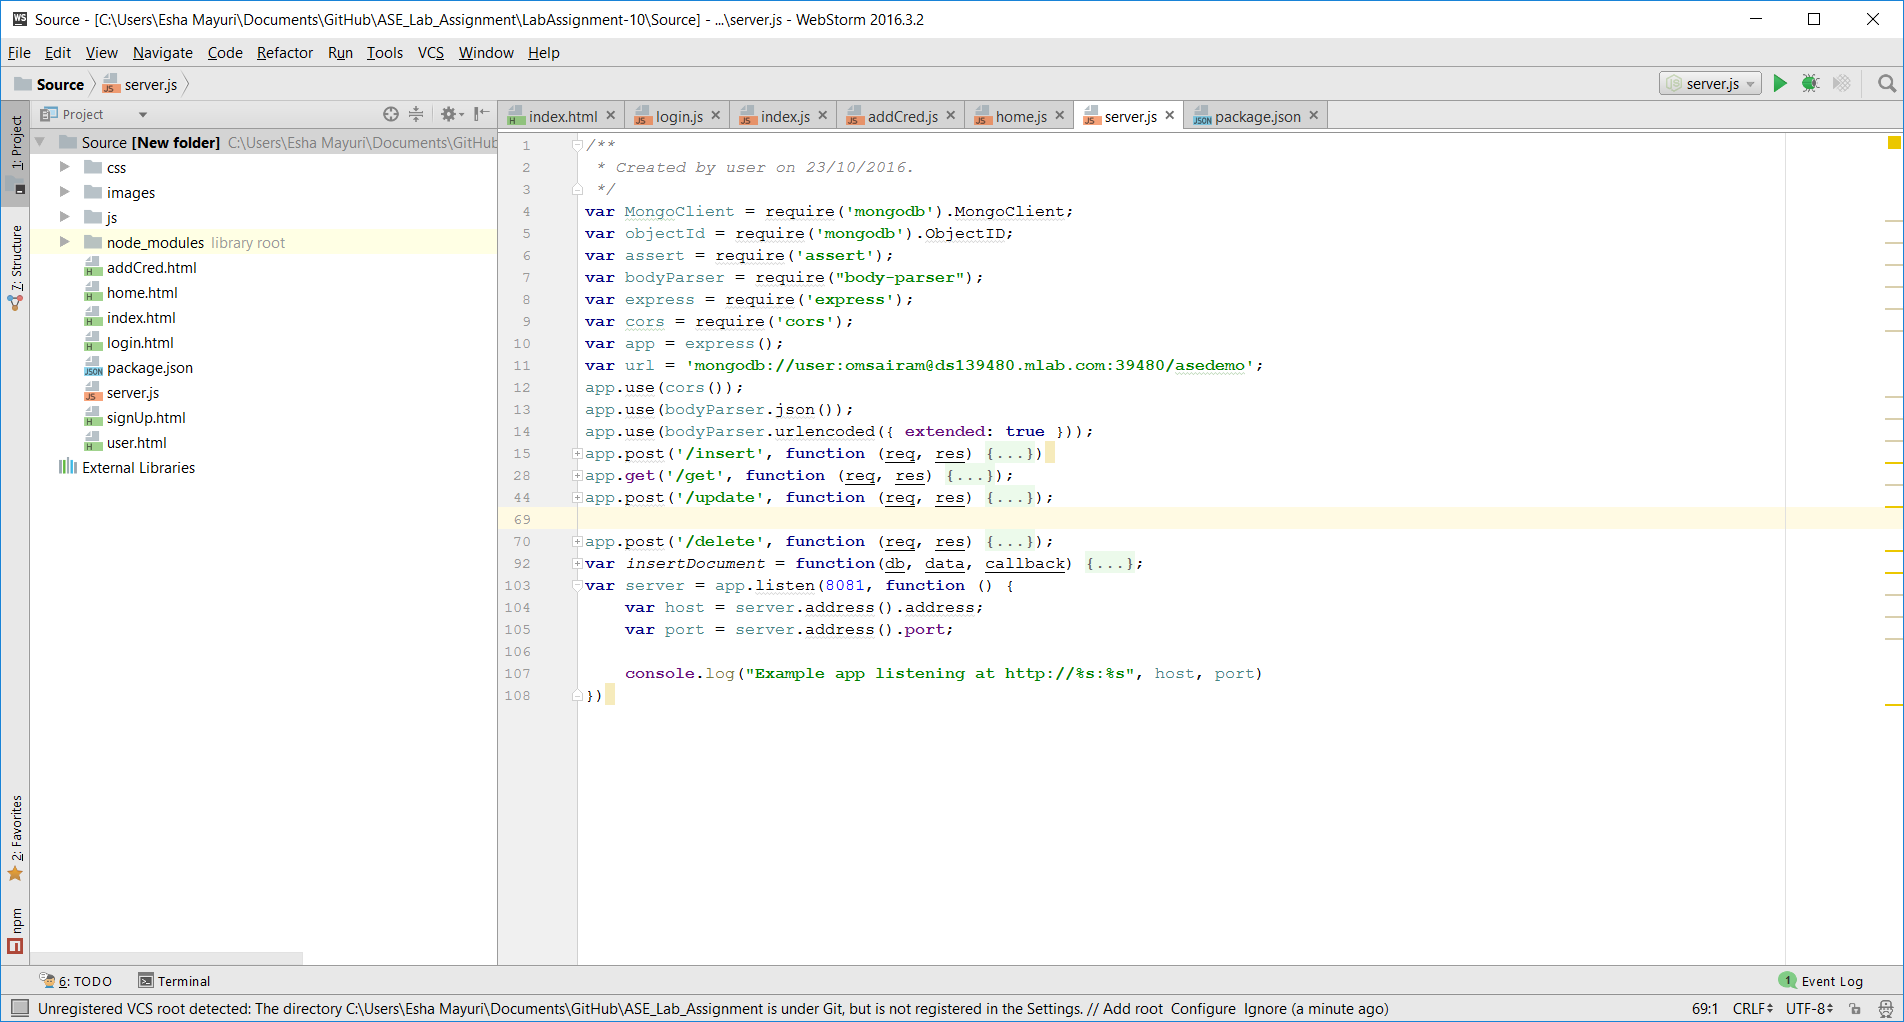 Source - [C:\Users\Esha Mayuri\Documents\GitHub\ASE_Lab_Assignment\LabAssignment-10\Source] - ...\server.js - WebStorm 2016.3.2
File Edit View Navigate Code Refactor Run Tools VCS Window Help
Source server.js server.js
Project
index.html login.js index.js addCred.js home.js server.js package.json
1: Project
7: Structure
2: Favorites
npm
Source [New folder] C:\Users\Esha Mayuri\Documents\GitHub
css
images
js
node_modules library root
addCred.html
home.html
index.html
login.html
package.json
server.js
signUp.html
user.html
External Libraries
1 /**
2 * Created by user on 23/10/2016.
3 */
4 var MongoClient = require('mongodb').MongoClient;
5 var objectId = require('mongodb').ObjectID;
6 var assert = require('assert');
7 var bodyParser = require("body-parser");
8 var express = require('express');
9 var cors = require('cors');
10 var app = express();
11 var url = 'mongodb://user:omsairam@ds139480.mlab.com:39480/asedemo';
12 app.use(cors());
13 app.use(bodyParser.json());
14 app.use(bodyParser.urlencoded({ extended: true }));
15 app.post('/insert', function (req, res) {...})
28 app.get('/get', function (req, res) {...});
44 app.post('/update', function (req, res) {...});
69
70 app.post('/delete', function (req, res) {...});
92 var insertDocument = function(db, data, callback) {...};
103 var server = app.listen(8081, function () {
104 var host = server.address().address;
105 var port = server.address().port;
106
107 console.log("Example app listening at http://%s:%s", host, port)
108 })
6: TODO Terminal 1 Event Log
Unregistered VCS root detected: The directory C:\Users\Esha Mayuri\Documents\GitHub\ASE_Lab_Assignment is under Git, but is not registered in the Settings. // Add root Configure Ignore (a minute ago) 69:1 CRLF UTF-8